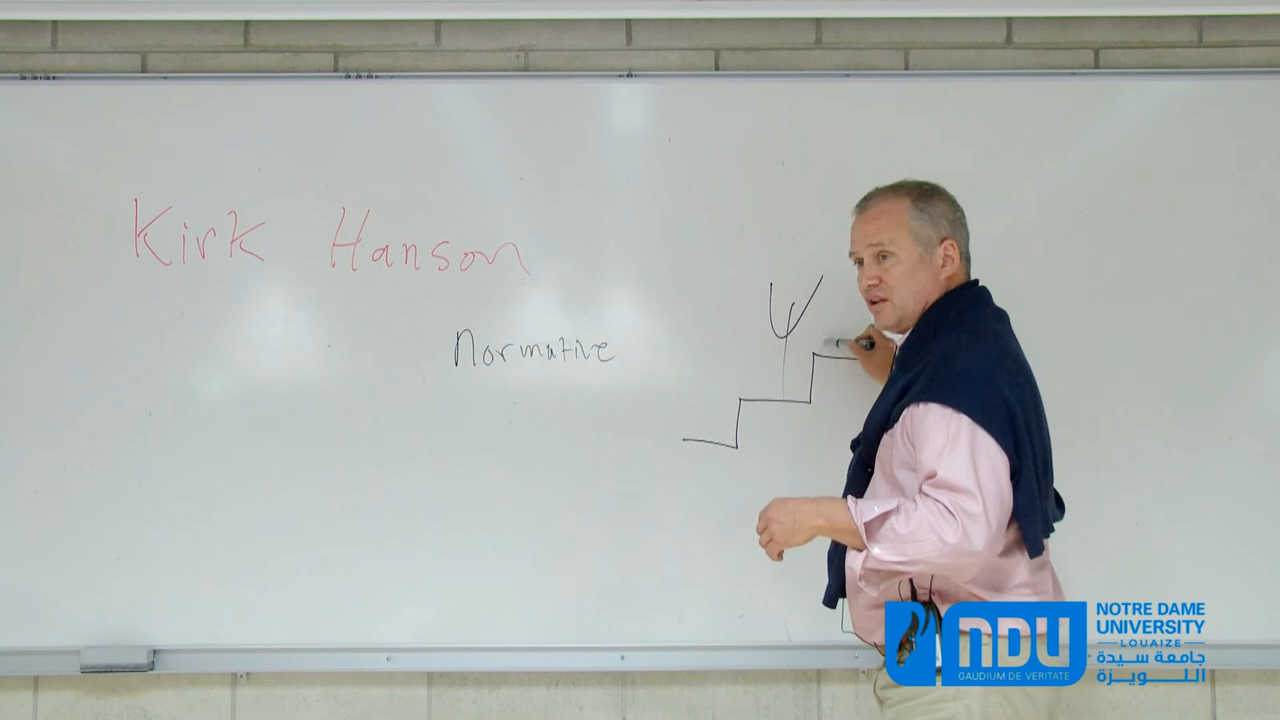 Kirk Hanson
normative
NDU
GAUDIUM DE VERITATE
NOTRE DAME
UNIVERSITY
LOUAIZE
جامعة سيدة
اللويزة